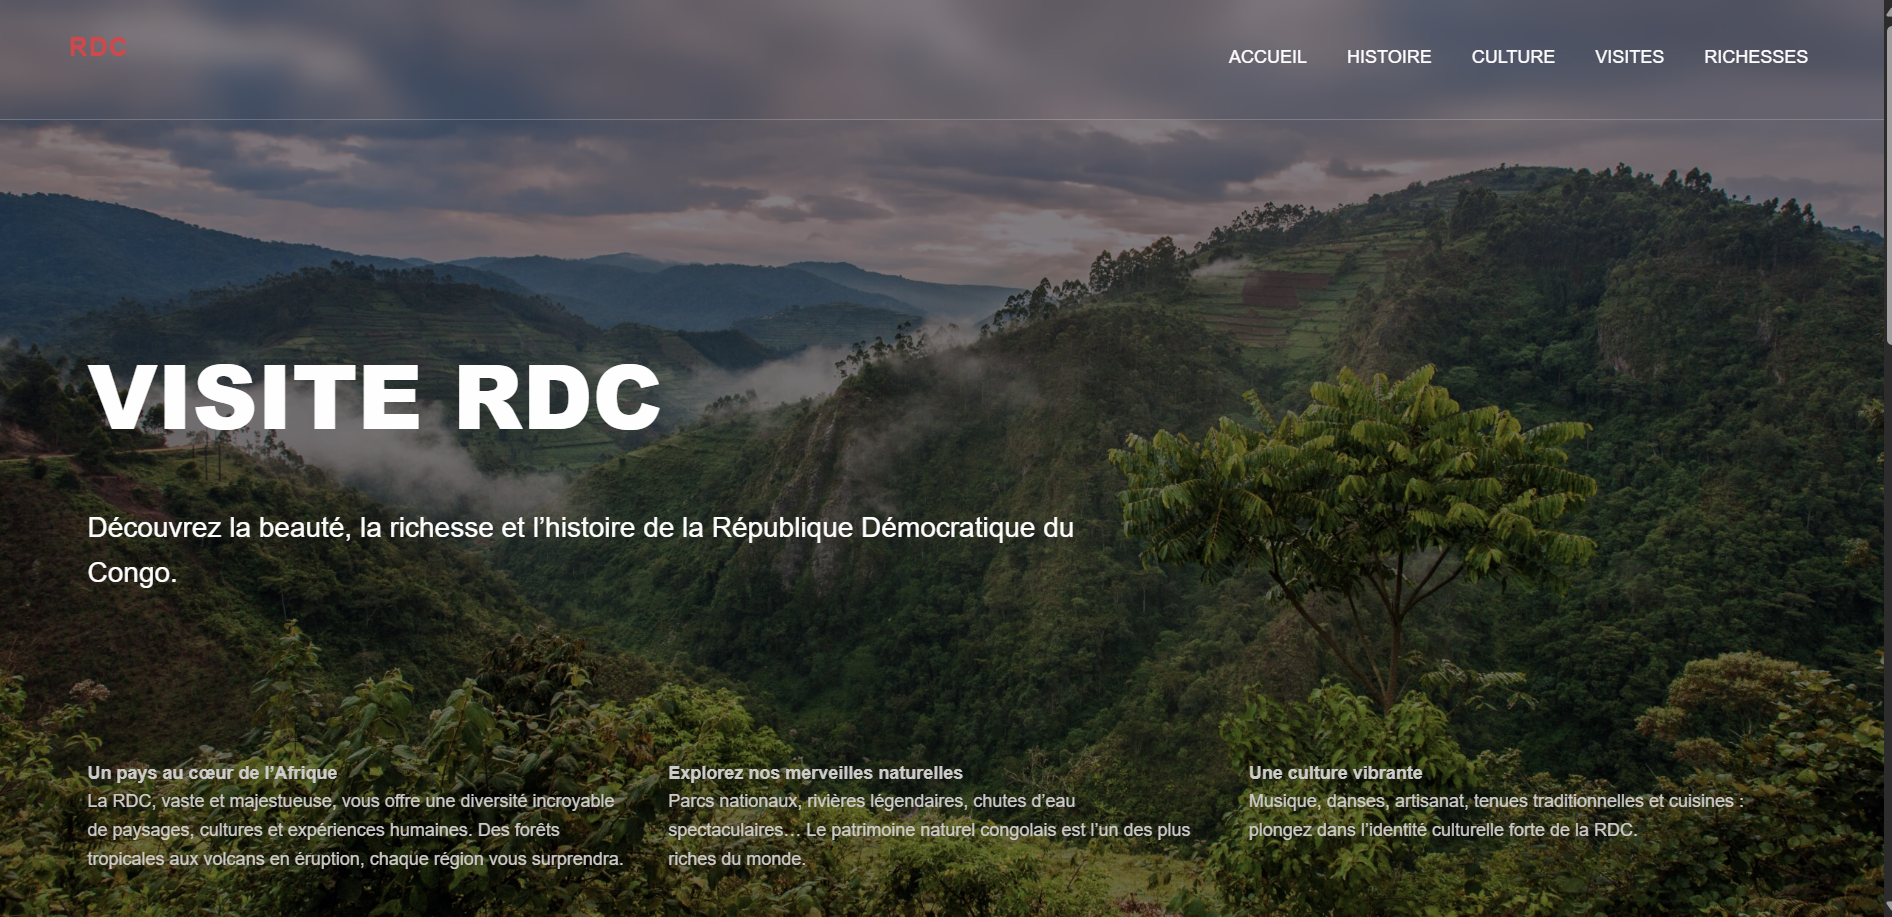 RDC
ACCUEIL HISTOIRE CULTURE VISITES RICHESSES
VISITE RDC
Découvrez la beauté, la richesse et l’histoire de la République Démocratique du
Congo.
Un pays au cœur de l’Afrique
La RDC, vaste et majestueuse, vous offre une diversité incroyable
de paysages, cultures et expériences humaines. Des forêts
tropicales aux volcans en éruption, chaque région vous surprendra.
Explorez nos merveilles naturelles
Parcs nationaux, rivières légendaires, chutes d’eau
spectaculaires… Le patrimoine naturel congolais est l’un des plus
riches du monde.
Une culture vibrante
Musique, danses, artisanat, tenues traditionnelles et cuisines :
plongez dans l’identité culturelle forte de la RDC.